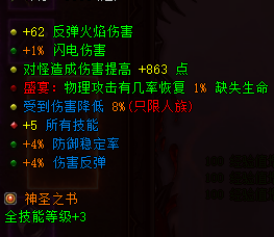 +62 反弹火焰伤害
+1% 闪电伤害
对怪造成伤害提高 +863 点
屠宰：物理攻击有几率恢复 1% 缺失生命
受到伤害降低 8%(只限人族)
+5 所有技能
+4% 防御稳定率
+4% 伤害反弹
神圣之书
全技能等级+3